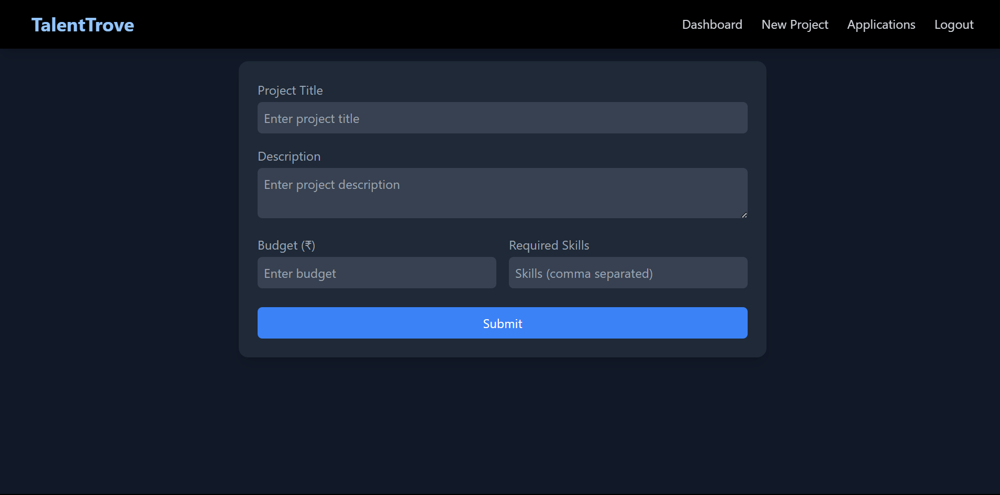 TalentTrove Dashboard New Project Applications Logout
Project Title
Enter project title
Description
Enter project description
Budget (₹) Required Skills
Enter budget Skills (comma separated)
Submit